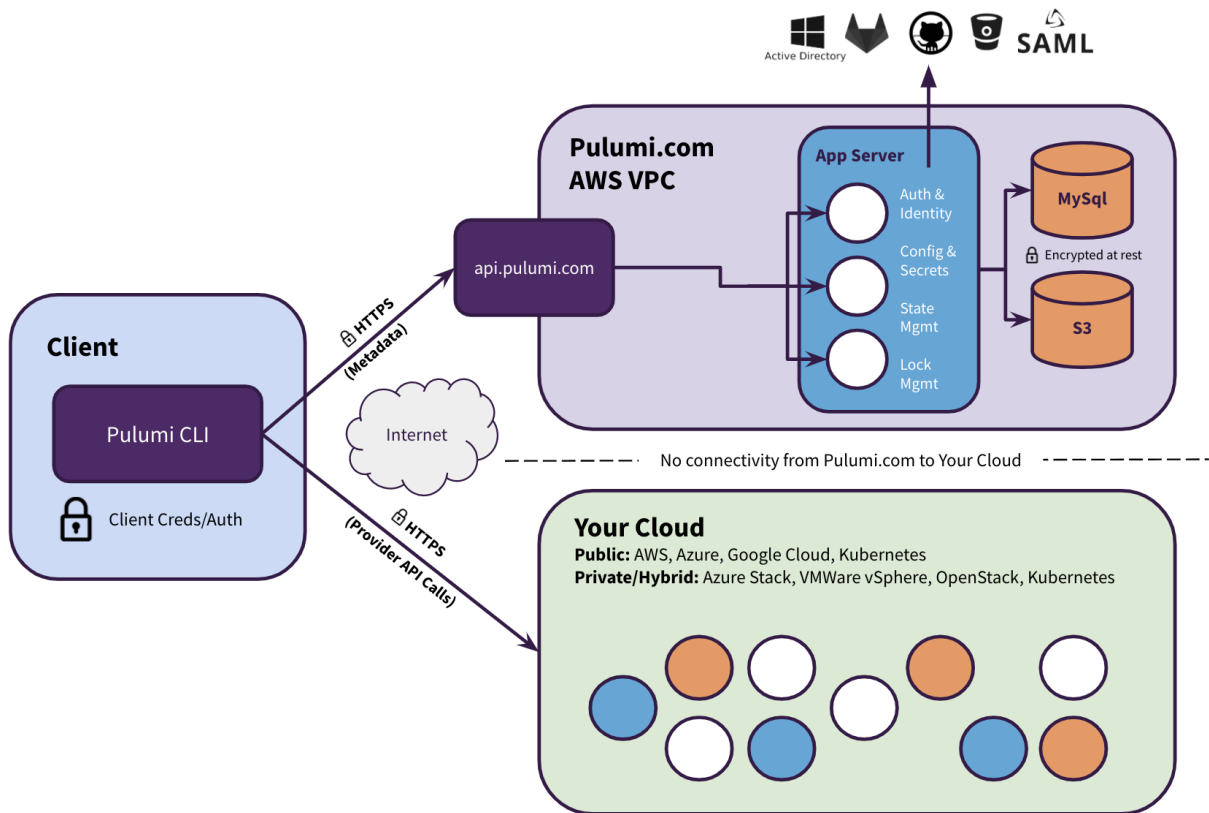 Active Directory
SAML
Pulumi.com
AWS VPC
App Server
Auth &
Identity
Config &
Secrets
State
Mgmt
Lock
Mgmt
MySql
Encrypted at rest
S3
api.pulumi.com
HTTPS
(Metadata)
Client
Pulumi CLI
Client Creds/Auth
Internet
No connectivity from Pulumi.com to Your Cloud
HTTPS
(Provider API Calls)
Your Cloud
Public: AWS, Azure, Google Cloud, Kubernetes
Private/Hybrid: Azure Stack, VMWare vSphere, OpenStack, Kubernetes